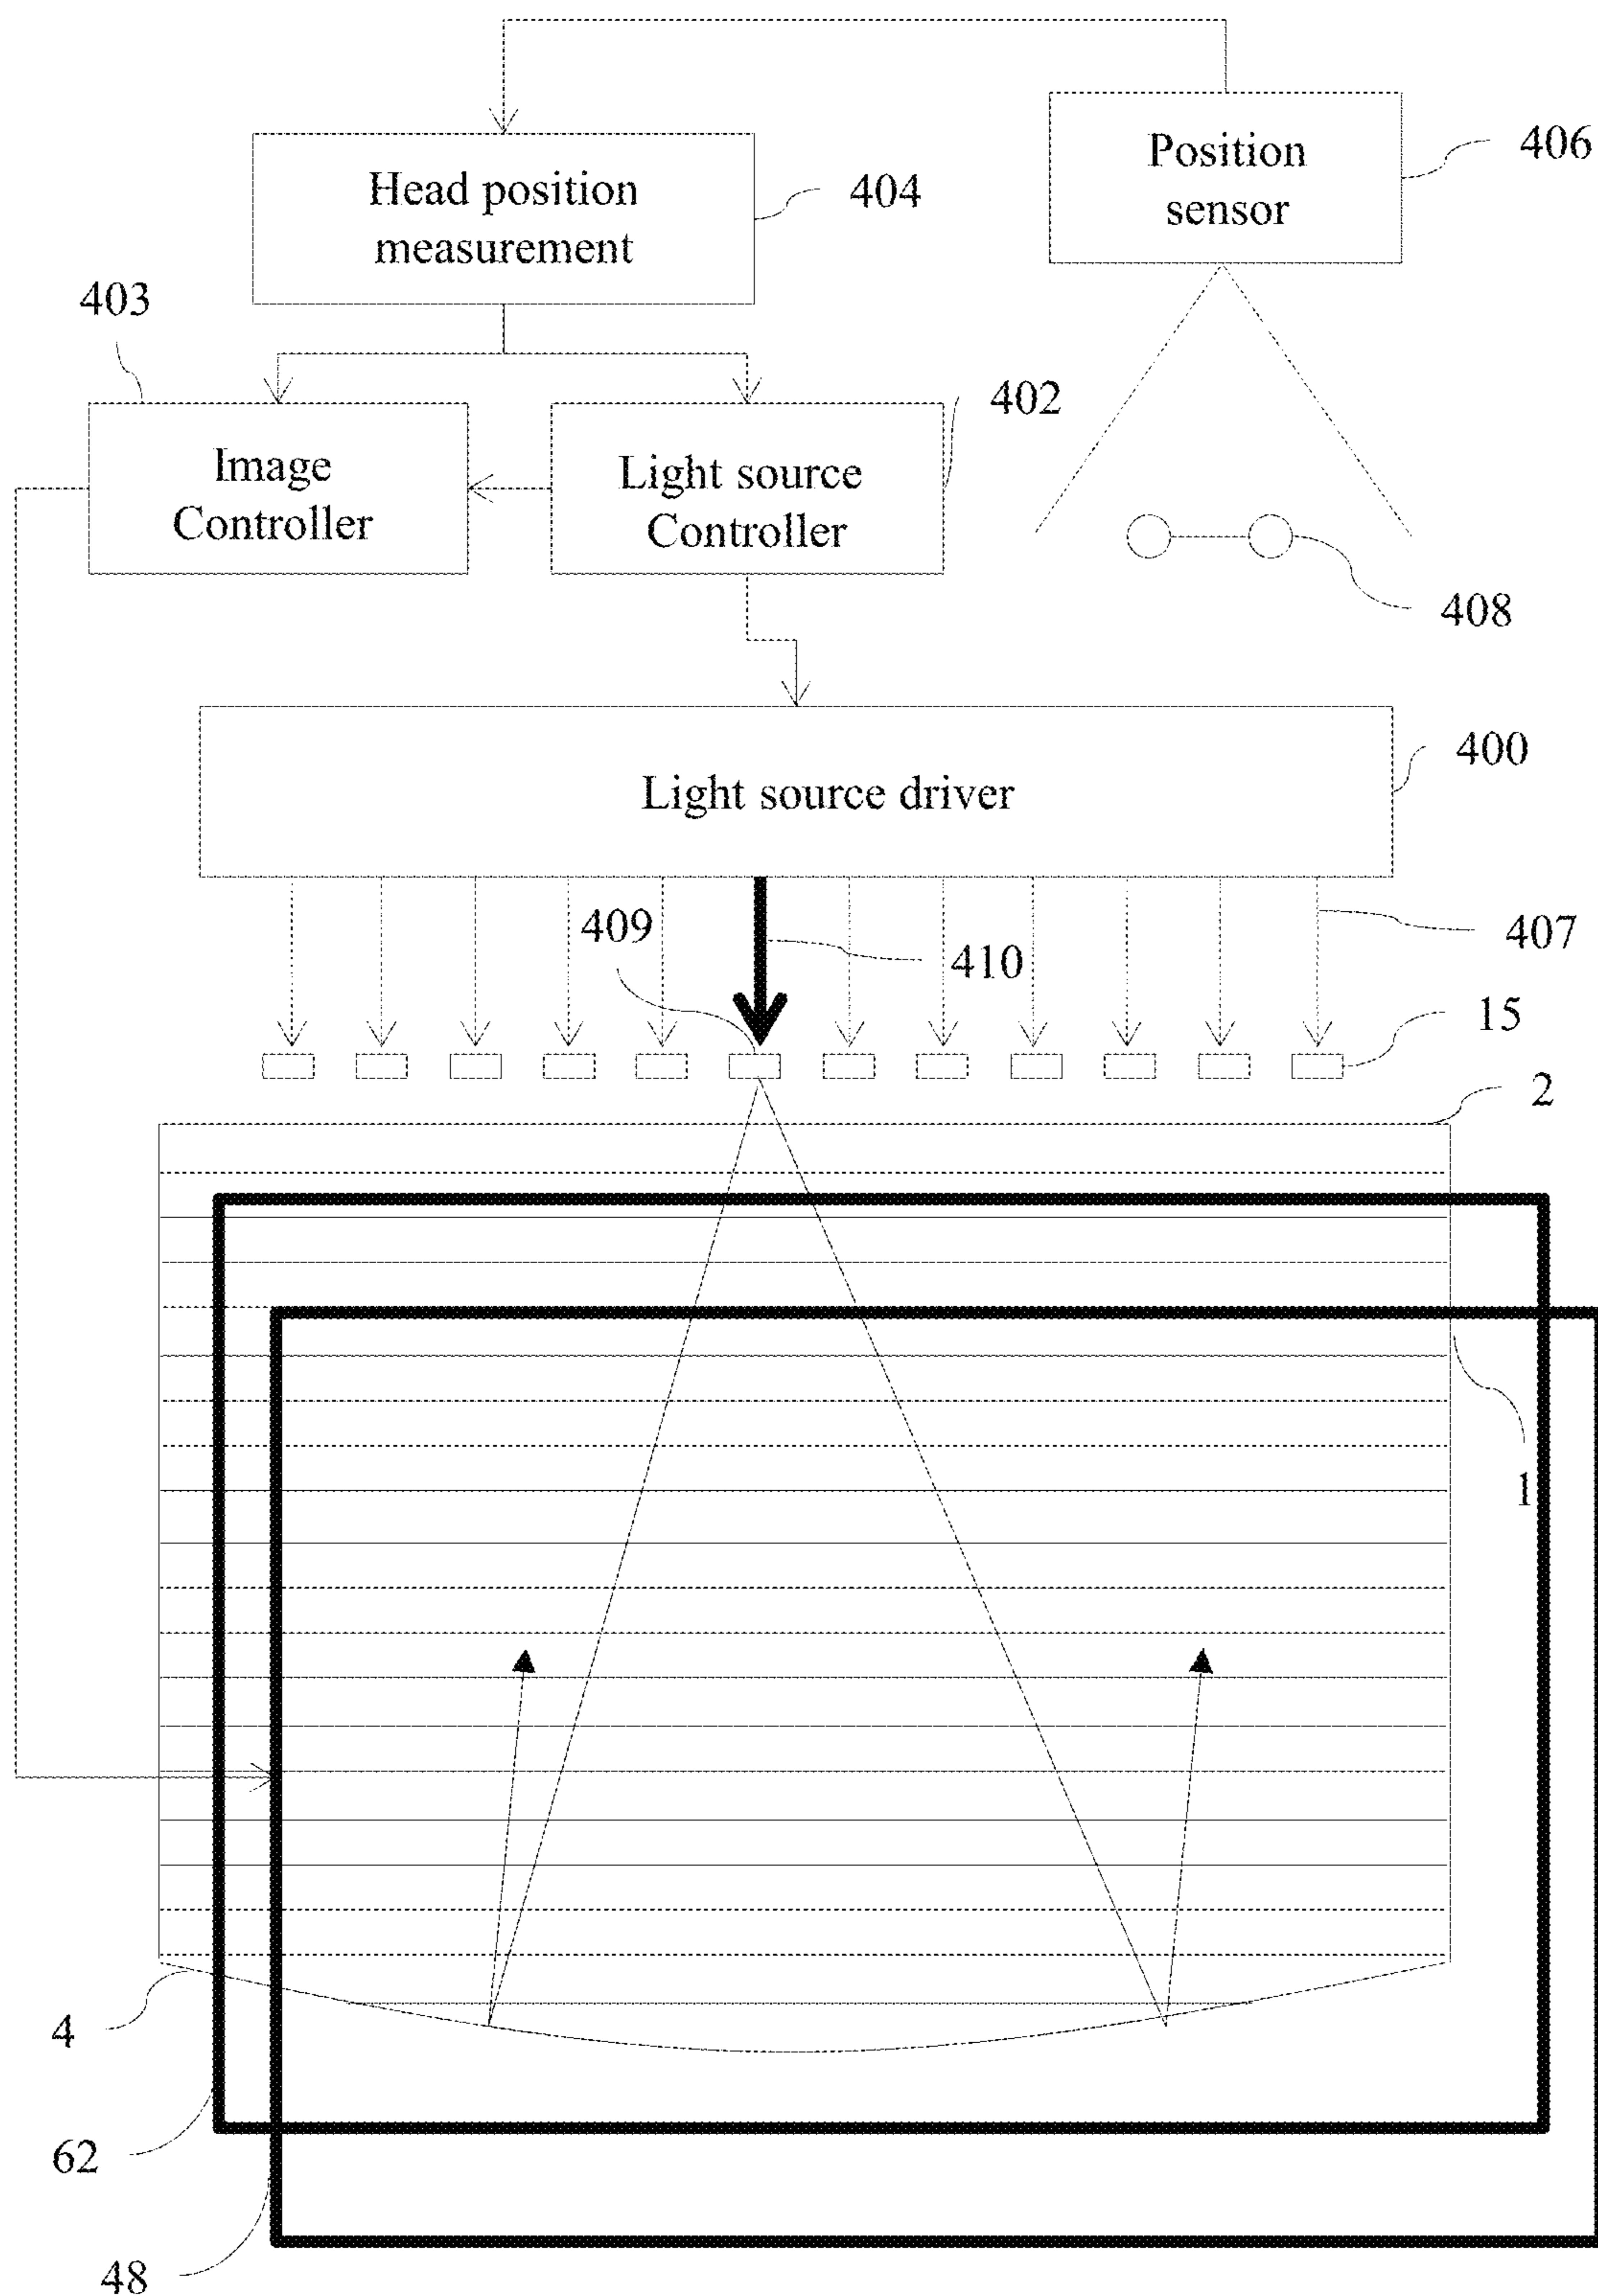 Position
sensor
406
Head position
measurement
404
403
Image
Controller
Light source
Controller
402
408
Light source driver
400
409
410
407
15
2
1
4
62
48